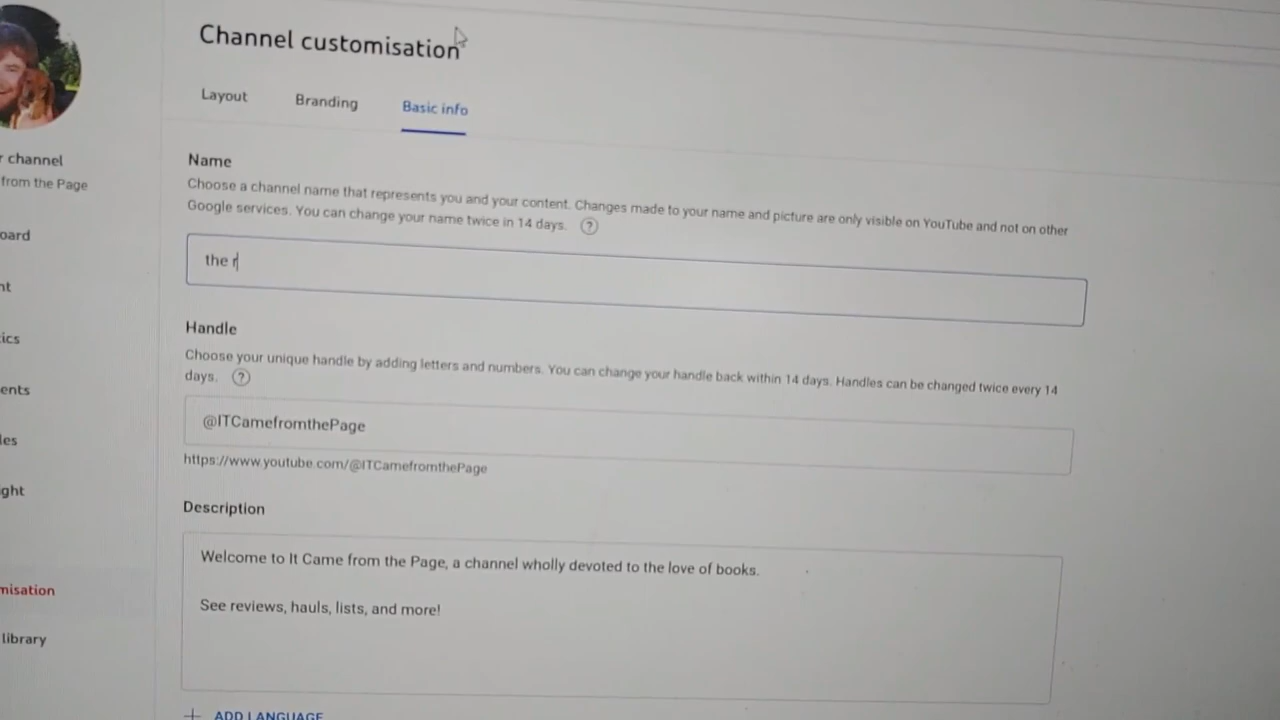 Channel customisation
Layout
Branding
Basic info
r channel
from the Page
oard
nt
tics
ents
les
ght
misation
library
Name
Choose a channel name that represents you and your content. Changes made to your name and picture are only visible on YouTube and not on other
Google services. You can change your name twice in 14 days. ?
the r
Handle
Choose your unique handle by adding letters and numbers. You can change your handle back within 14 days. Handles can be changed twice every 14
days. ?
@ITCamefromthePage
https://www.youtube.com/@ITCamefromthePage
Description
Welcome to It Came from the Page, a channel wholly devoted to the love of books.
See reviews, hauls, lists, and more!
+ ADD LANGUAGE